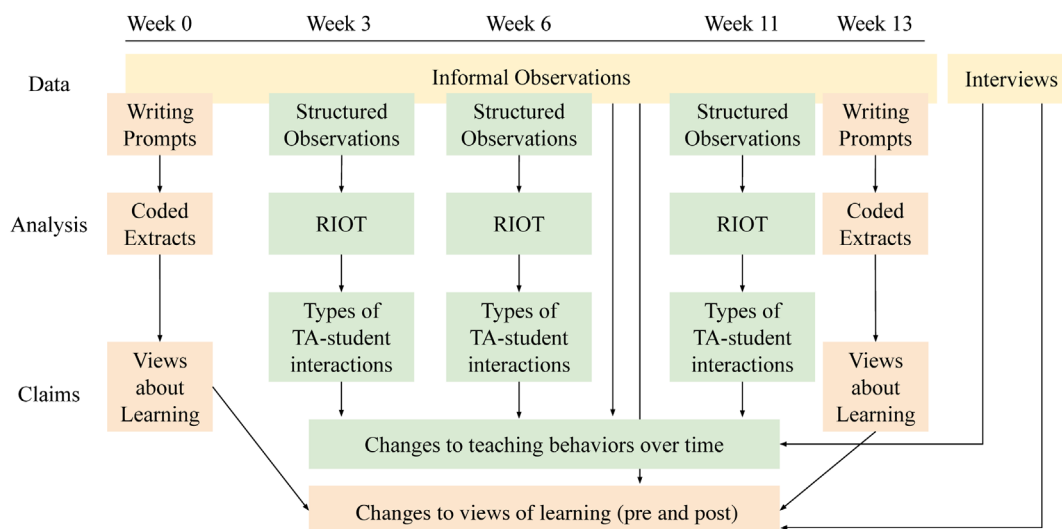 Week 0 Week 3 Week 6 Week 11 Week 13
Data
Informal Observations
Interviews
Writing
Prompts
Structured
Observations
Structured
Observations
Structured
Observations
Writing
Prompts
Analysis
Coded
Extracts
RIOT
RIOT
RIOT
Coded
Extracts
Types of
TA-student
interactions
Types of
TA-student
interactions
Types of
TA-student
interactions
Claims
Views
about
Learning
Views
about
Learning
Changes to teaching behaviors over time
Changes to views of learning (pre and post)